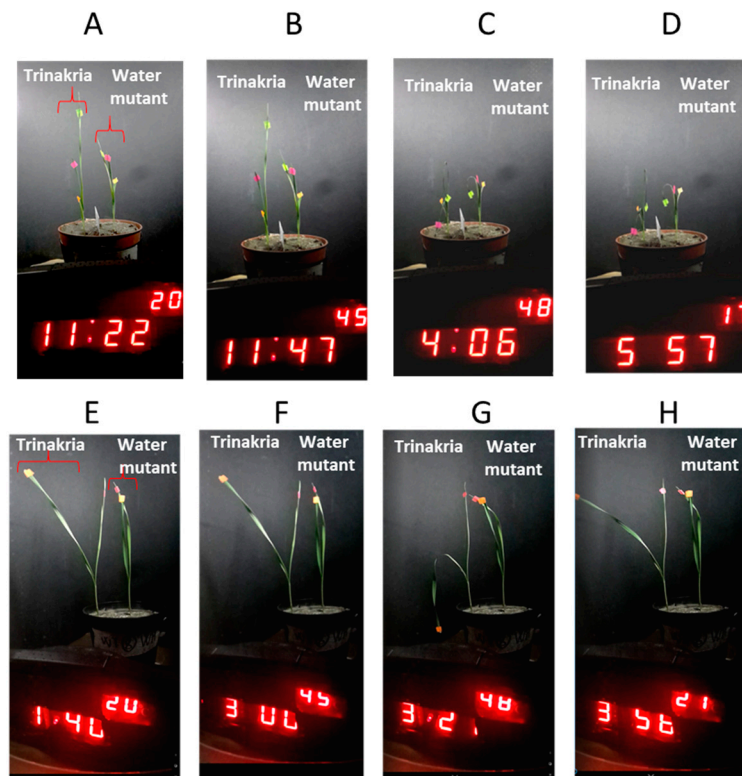 A
B
C
D
Trinakria
Water
mutant
Trinakria
Water
mutant
Trinakria
Water
mutant
Trinakria
Water
mutant
20
11:22
45
11:47
48
4:06
5 57
E
F
G
H
Trinakria
Water
mutant
Trinakria
Water
mutant
Trinakria
Water
mutant
Trinakria
Water
mutant
20
45
48
21
3 56